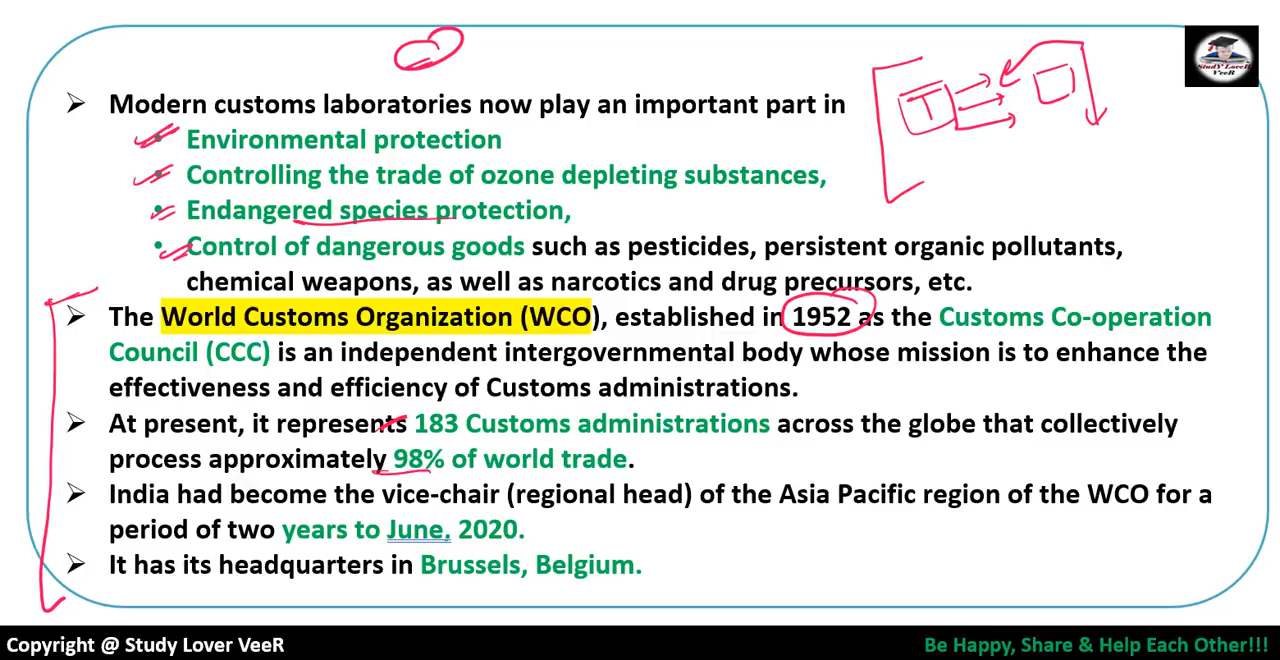 StudY LoveR
VeeR
T
➢ Modern customs laboratories now play an important part in
• Environmental protection
• Controlling the trade of ozone depleting substances,
• Endangered species protection,
• Control of dangerous goods such as pesticides, persistent organic pollutants,
chemical weapons, as well as narcotics and drug precursors, etc.
➢ The World Customs Organization (WCO), established in 1952 as the Customs Co-operation
Council (CCC) is an independent intergovernmental body whose mission is to enhance the
effectiveness and efficiency of Customs administrations.
➢ At present, it represents 183 Customs administrations across the globe that collectively
process approximately 98% of world trade.
➢ India had become the vice-chair (regional head) of the Asia Pacific region of the WCO for a
period of two years to June. 2020.
➢ It has its headquarters in Brussels, Belgium.
Copyright @ Study Lover VeeR
Be Happy, Share & Help Each Other!!!